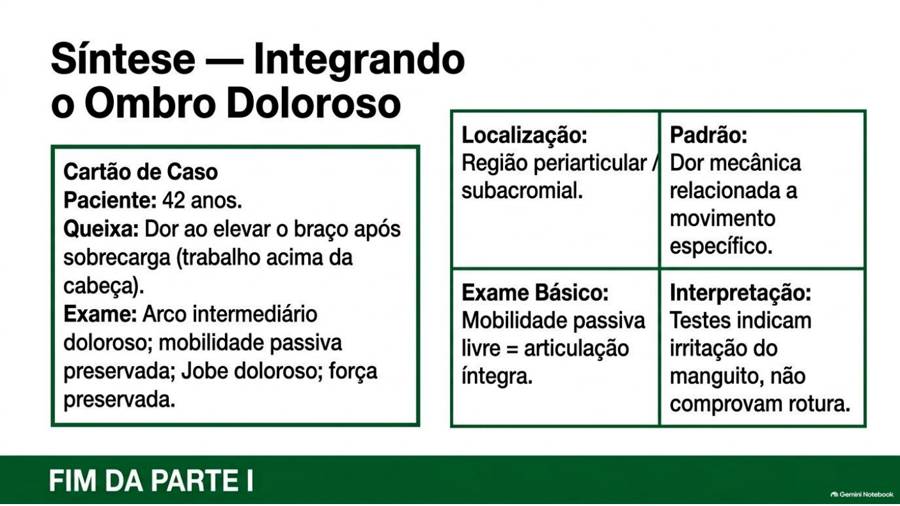 Síntese — Integrando
o Ombro Doloroso
Cartão de Caso
Paciente: 42 anos.
Queixa: Dor ao elevar o braço após
sobrecarga (trabalho acima da
cabeça).
Exame: Arco intermediário
doloroso; mobilidade passiva
preservada; Jobe doloroso; força
preservada.
Localização:
Região periarticular /
subacromial.
Padrão:
Dor mecânica
relacionada a
movimento
específico.
Exame Básico:
Mobilidade passiva
livre = articulação
íntegra.
Interpretação:
Testes indicam
irritação do
manguito, não
comprovam rotura.
FIM DA PARTE I
Gemini Notebook